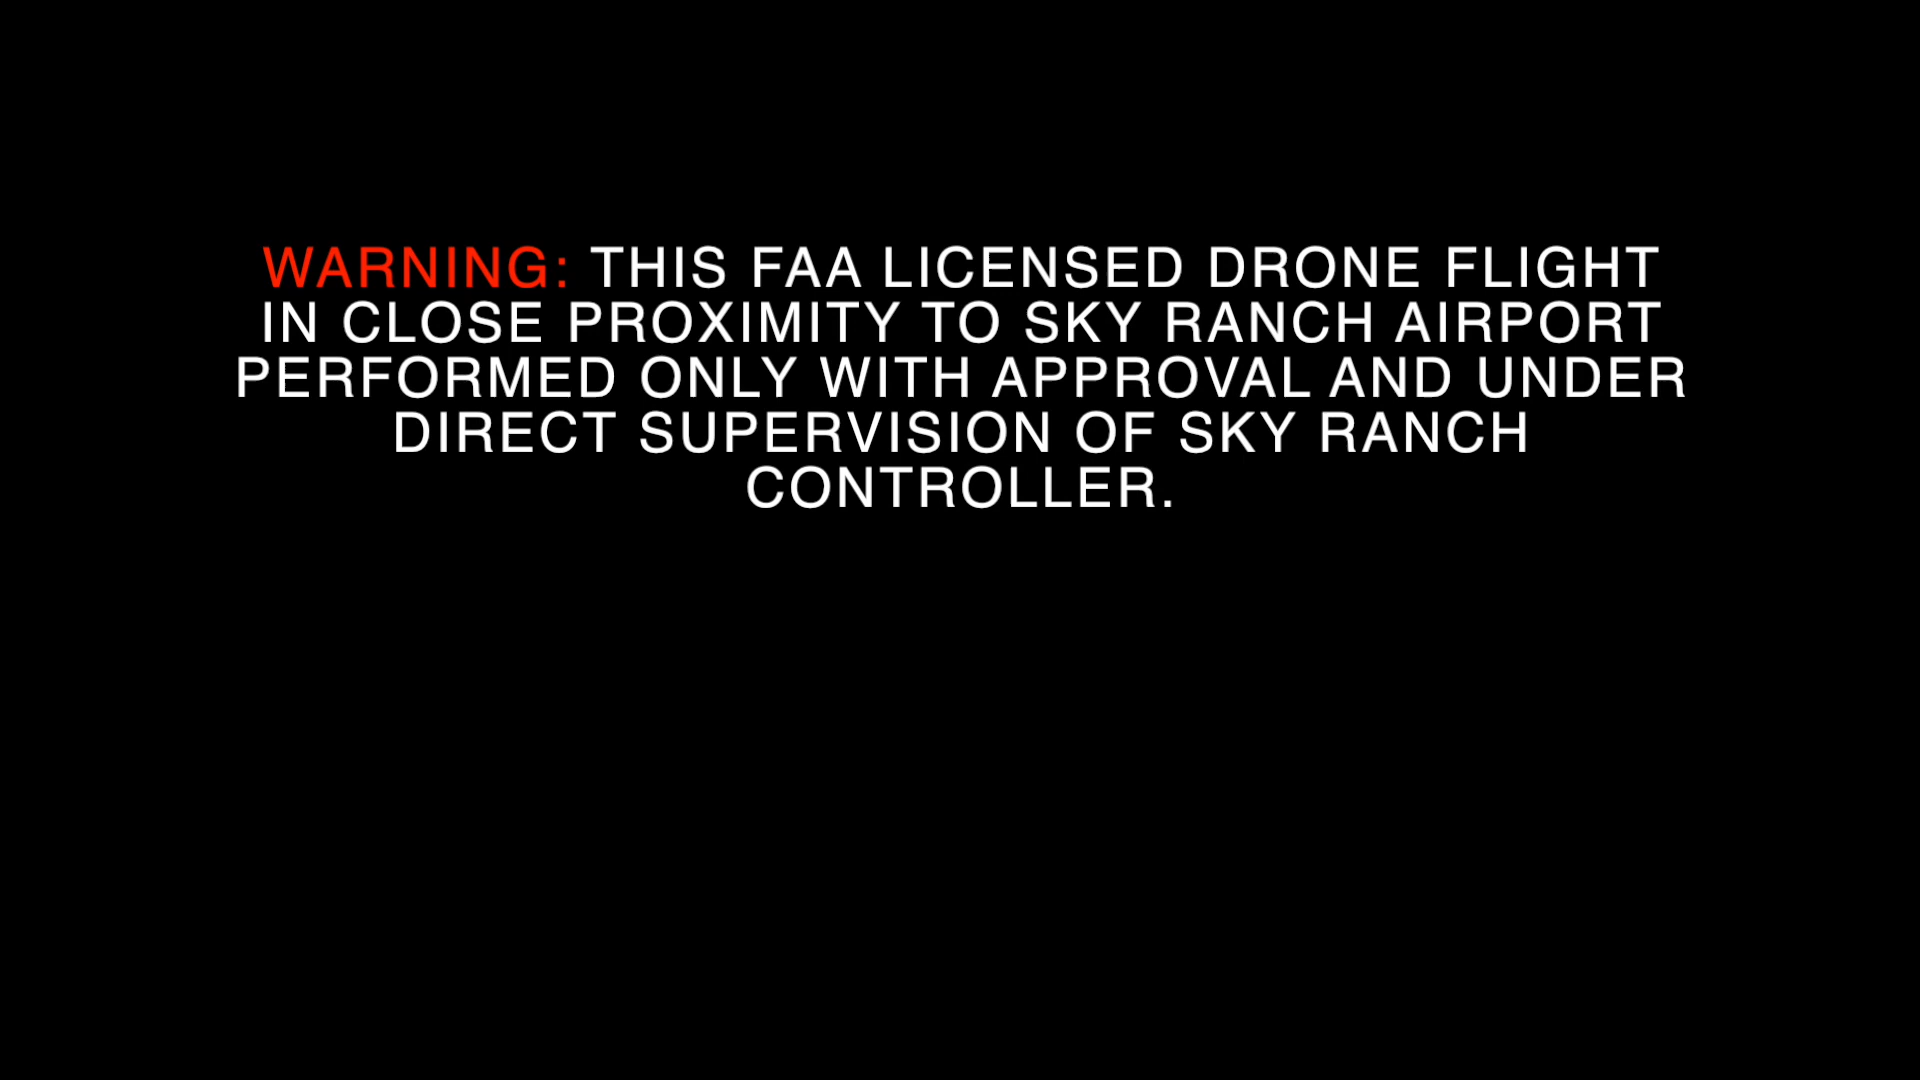 WARNING: THIS FAA LICENSED DRONE FLIGHT
IN CLOSE PROXIMITY TO SKY RANCH AIRPORT
PERFORMED ONLY WITH APPROVAL AND UNDER
DIRECT SUPERVISION OF SKY RANCH
CONTROLLER.